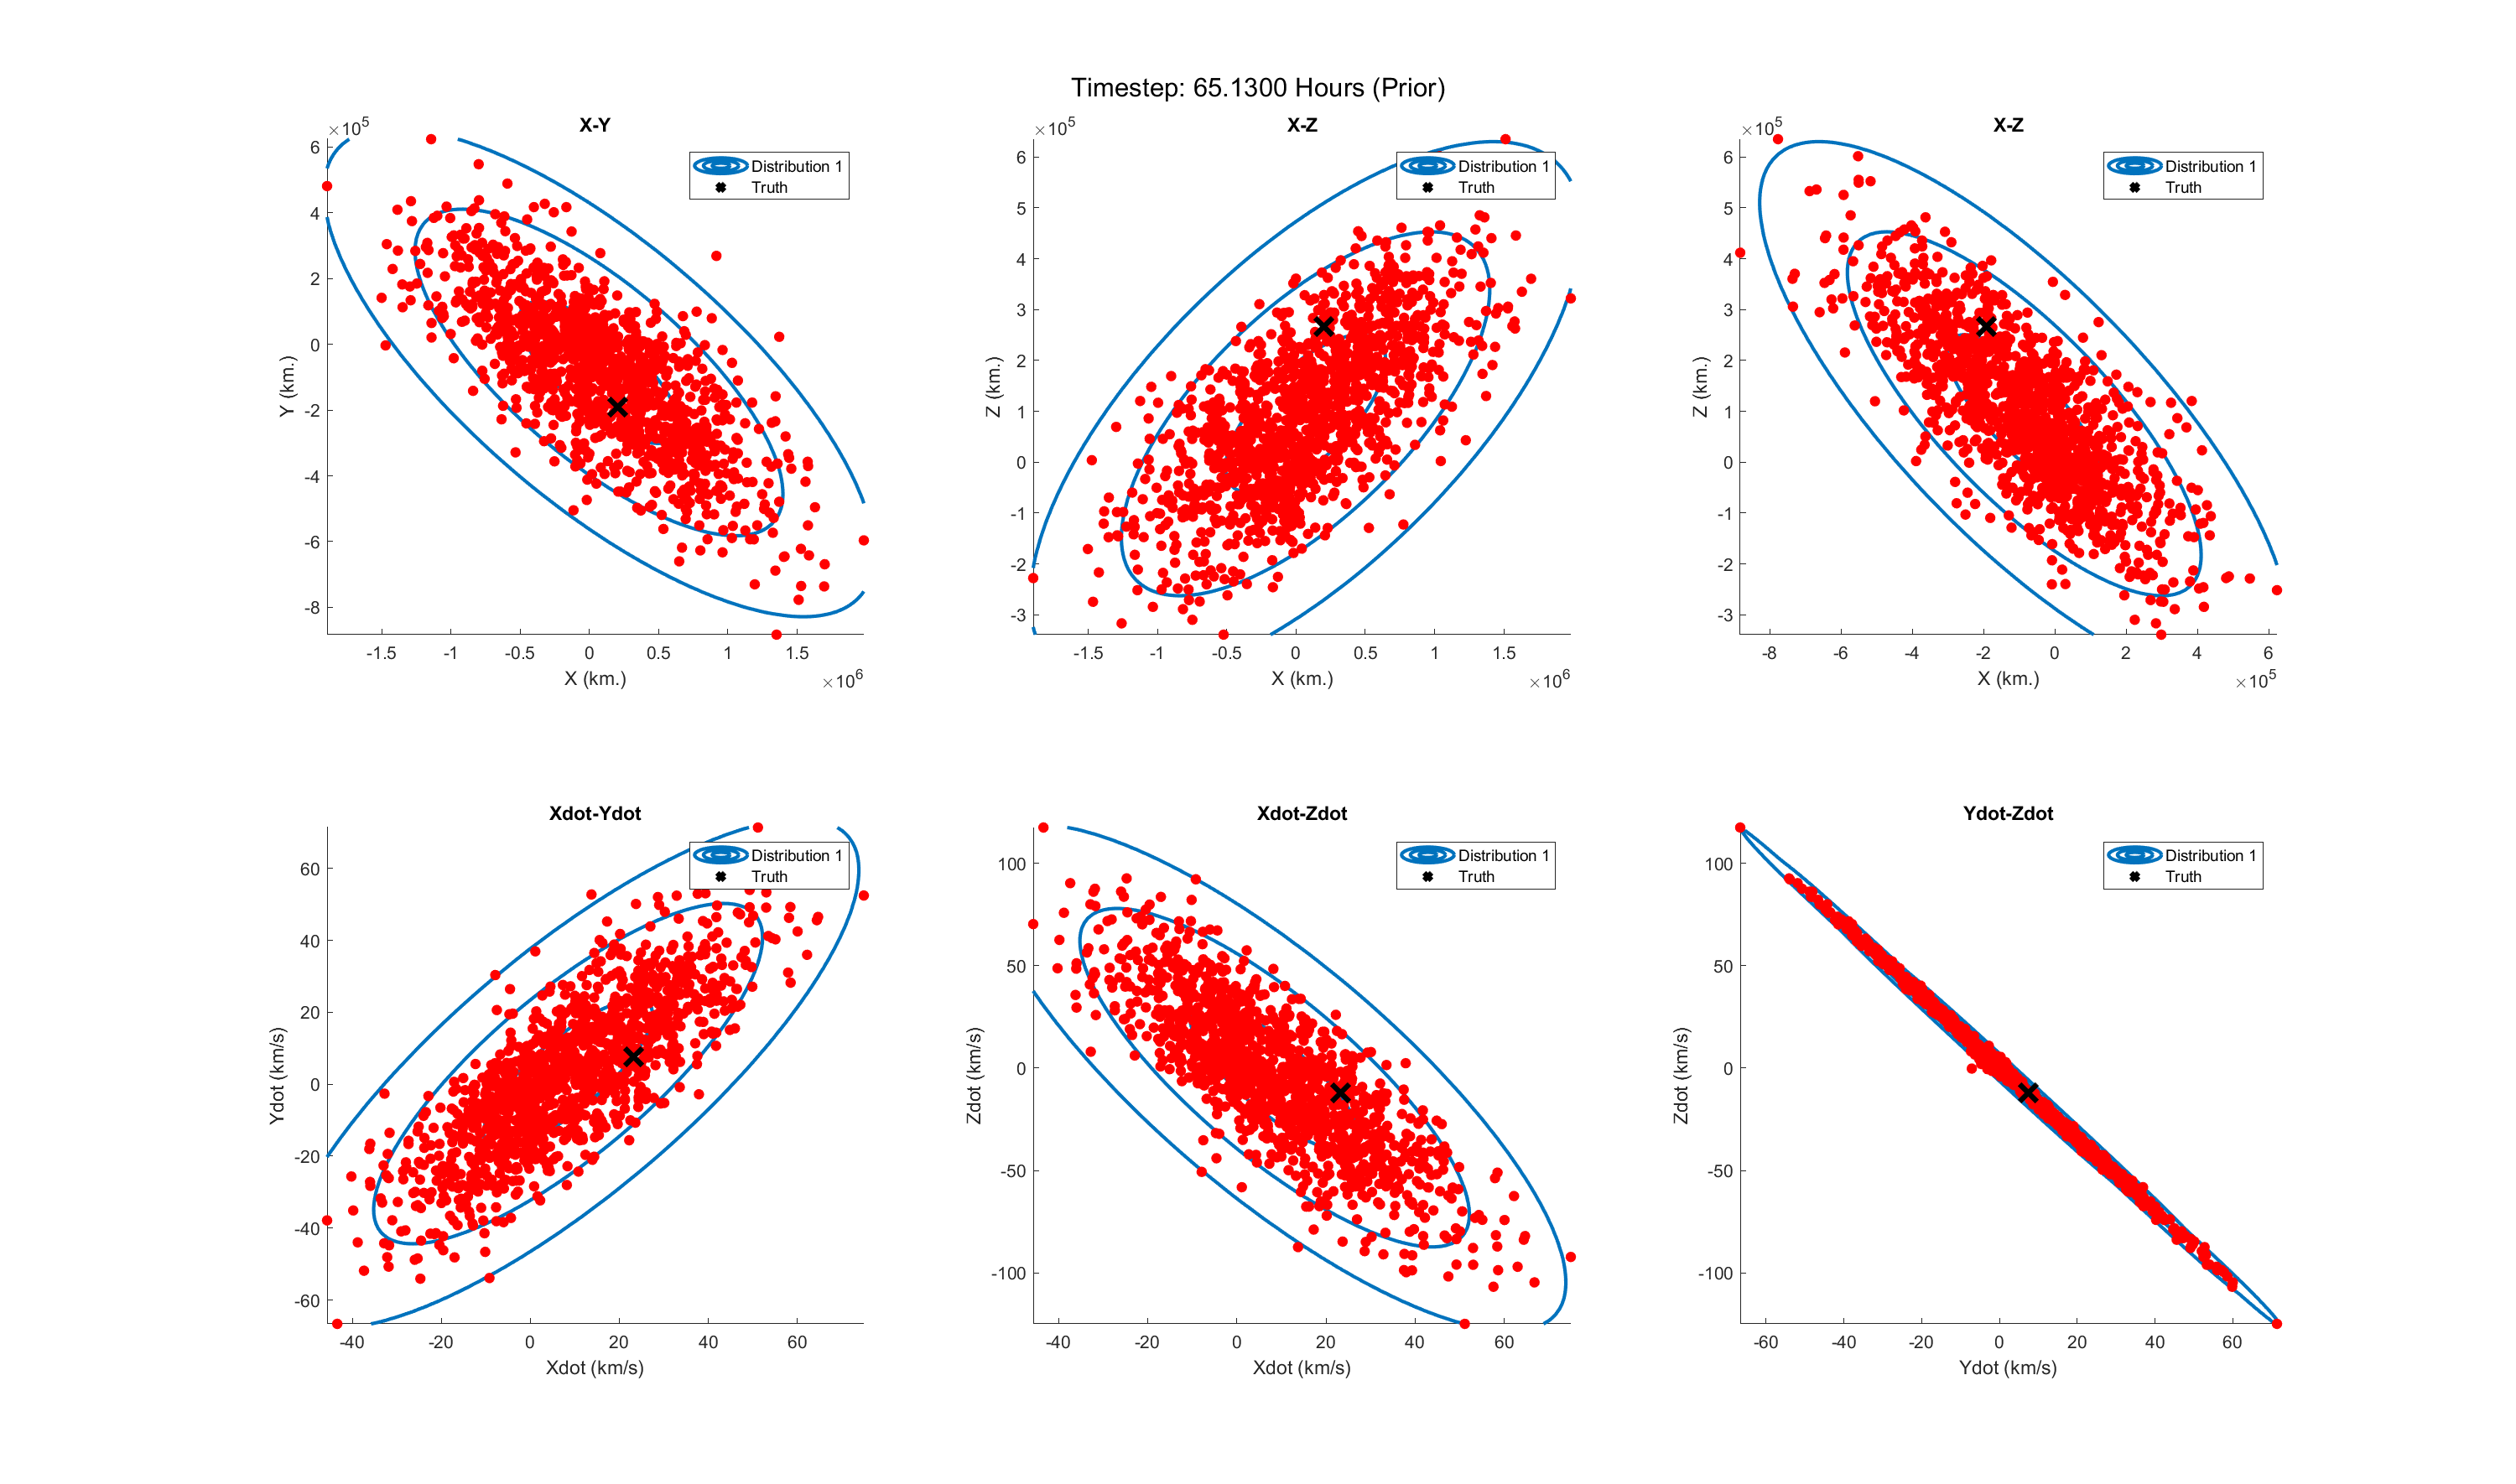 Timestep: 65.1300 Hours (Prior)
X-Y
×10^5
6
4
2
0
-2
-4
-6
-8
Y (km.)
-1.5 -1 -0.5 0 0.5 1 1.5
X (km.)
×10^6
Distribution 1
Truth
X-Z
×10^5
6
5
4
3
2
1
0
-1
-2
-3
Z (km.)
-1.5 -1 -0.5 0 0.5 1 1.5
X (km.)
×10^6
Distribution 1
Truth
X-Z
×10^5
6
5
4
3
2
1
0
-1
-2
-3
Z (km.)
-8 -6 -4 -2 0 2 4 6
X (km.)
×10^5
Distribution 1
Truth
Xdot-Ydot
60
40
20
0
-20
-40
-60
Ydot (km/s)
-40 -20 0 20 40 60
Xdot (km/s)
Distribution 1
Truth
Xdot-Zdot
100
50
0
-50
-100
Zdot (km/s)
-40 -20 0 20 40 60
Xdot (km/s)
Distribution 1
Truth
Ydot-Zdot
100
50
0
-50
-100
Zdot (km/s)
-60 -40 -20 0 20 40 60
Ydot (km/s)
Distribution 1
Truth